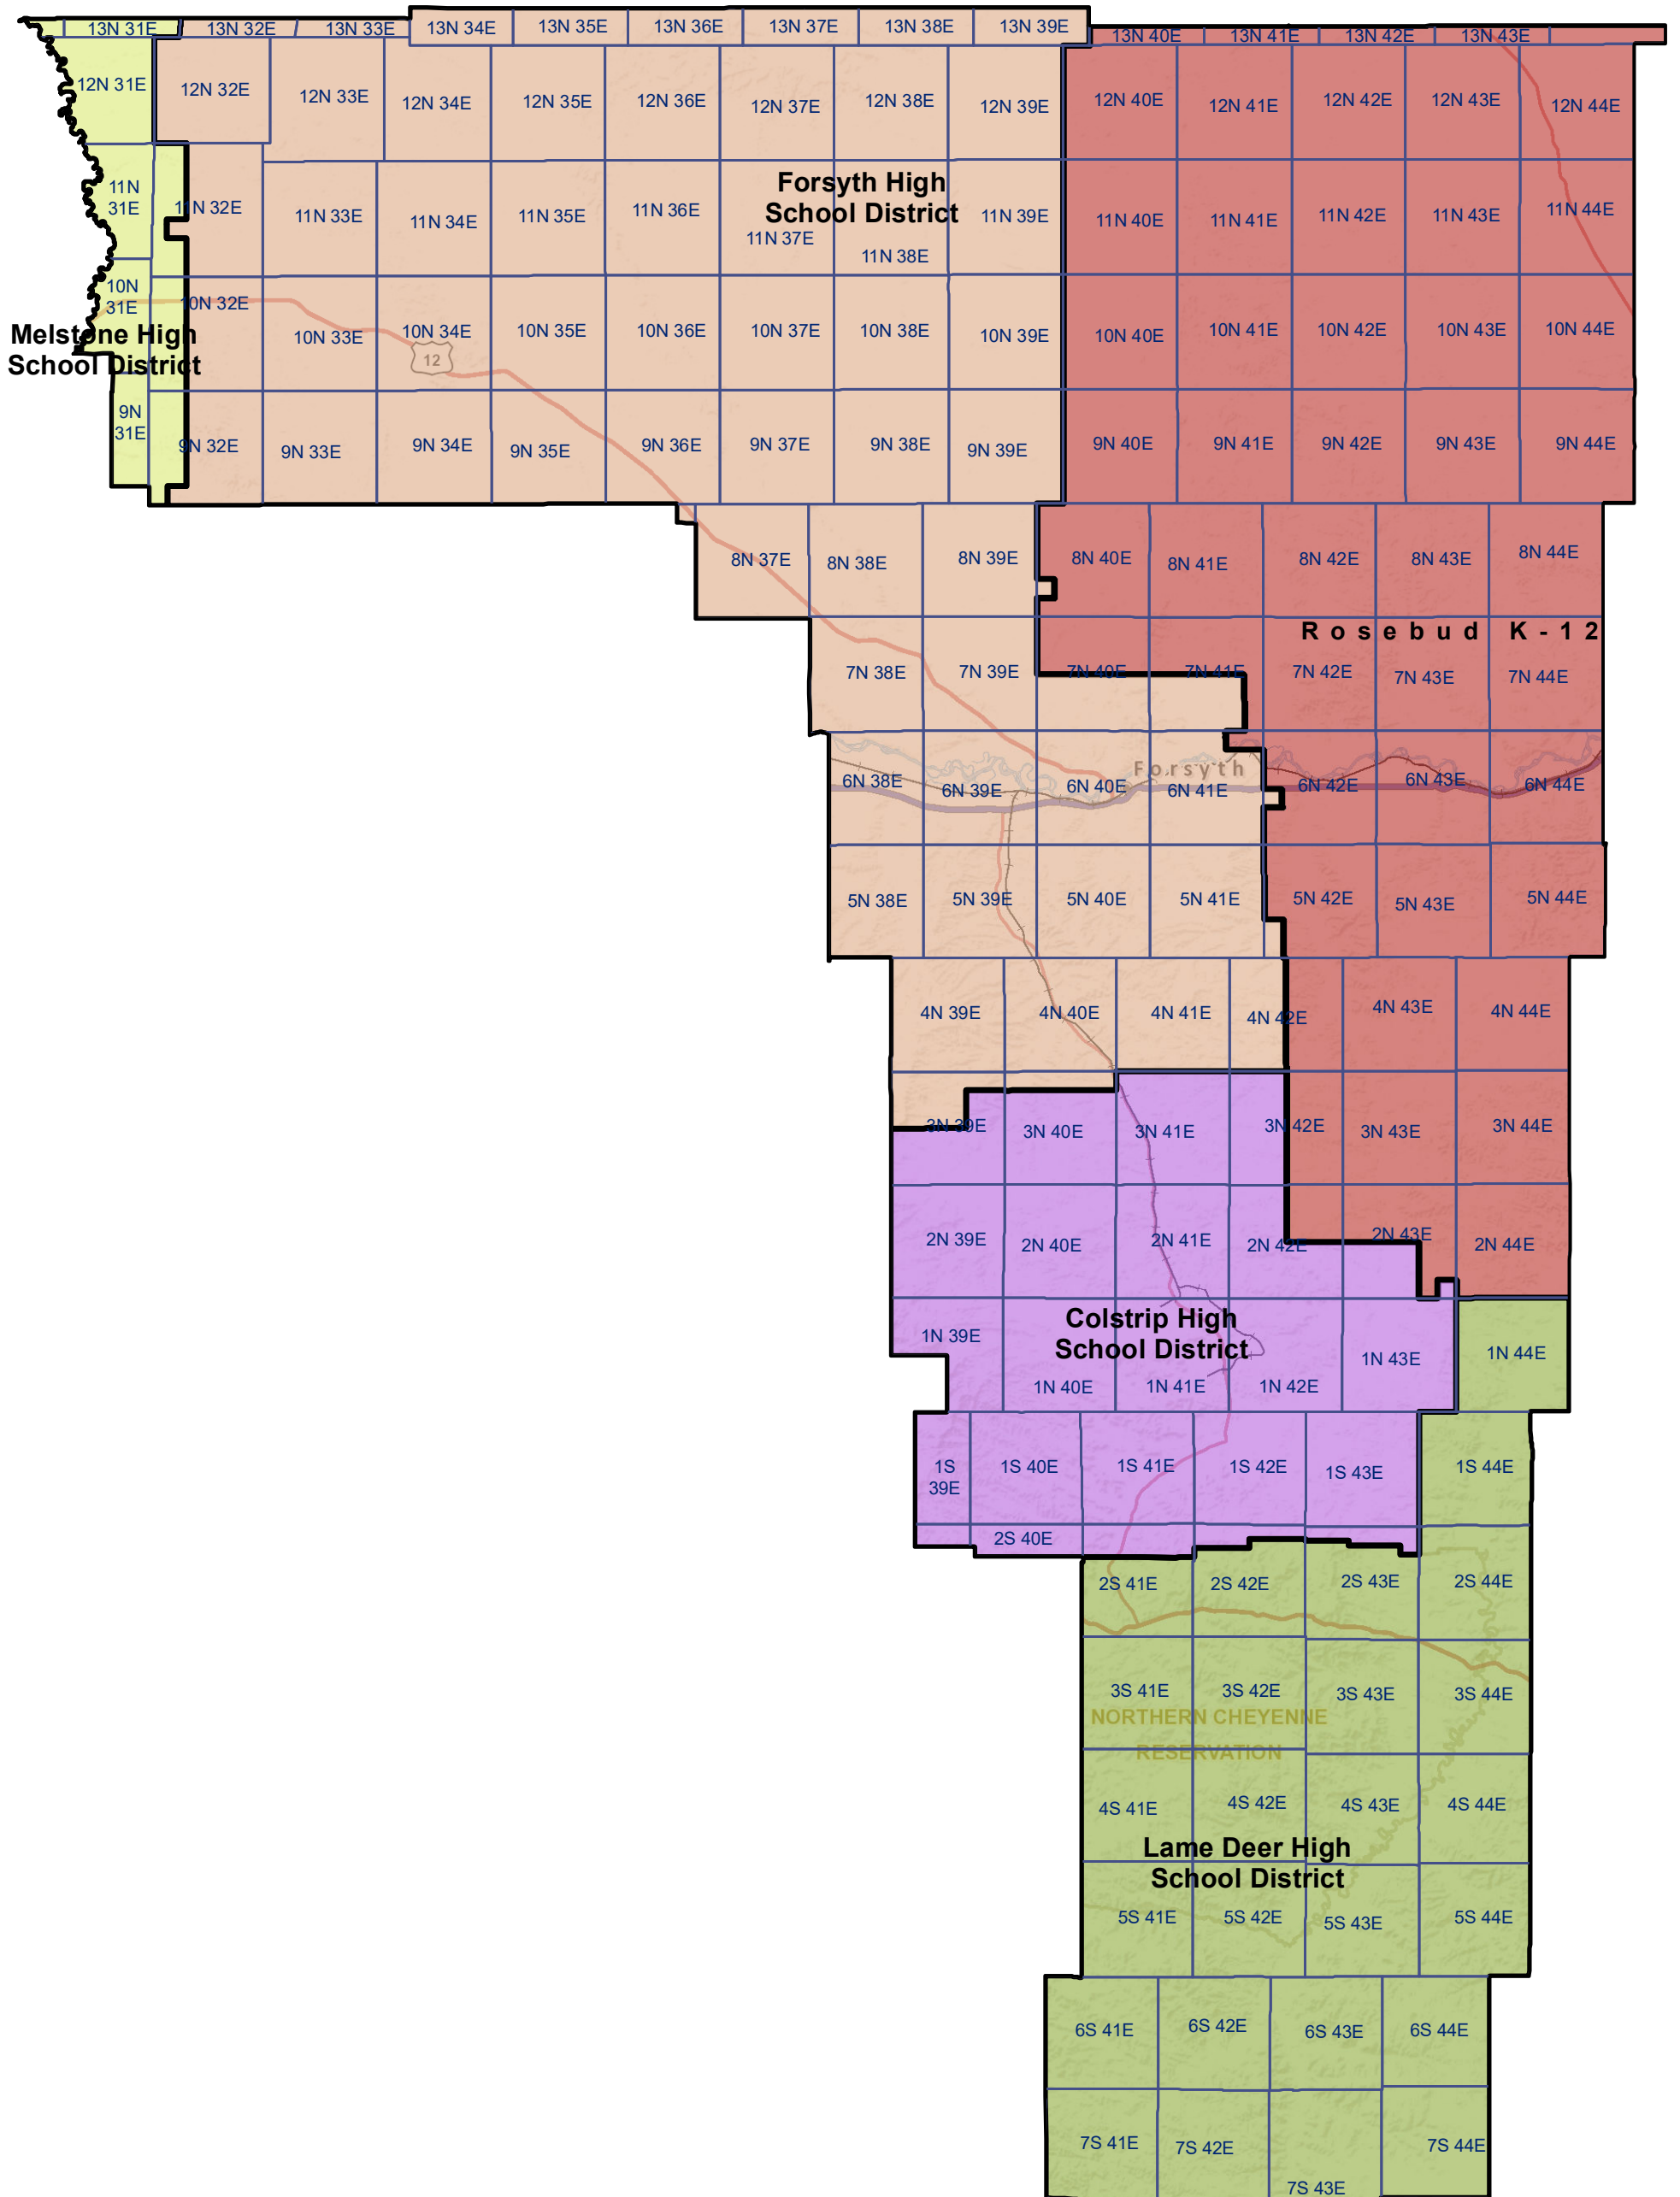 13N 31E
13N 32E
13N 33E
13N 34E
13N 35E
13N 36E
13N 37E
13N 38E
13N 39E
13N 40E
13N 41E
13N 42E
13N 43E
12N 31E
12N 32E
12N 33E
12N 34E
12N 35E
12N 36E
12N 37E
12N 38E
12N 39E
12N 40E
12N 41E
12N 42E
12N 43E
12N 44E
Forsyth High
School District
11N
31E
11N 32E
11N 33E
11N 34E
11N 35E
11N 36E
11N 37E
11N 38E
11N 39E
11N 40E
11N 41E
11N 42E
11N 43E
11N 44E
10N
31E
Melstone High
School District
10N 32E
10N 33E
10N 34E
12
10N 35E
10N 36E
10N 37E
10N 38E
10N 39E
10N 40E
10N 41E
10N 42E
10N 43E
10N 44E
9N
31E
9N 32E
9N 33E
9N 34E
9N 35E
9N 36E
9N 37E
9N 38E
9N 39E
9N 40E
9N 41E
9N 42E
9N 43E
9N 44E
8N 37E
8N 38E
8N 39E
8N 40E
8N 41E
8N 42E
8N 43E
8N 44E
Rosebud K-12
7N 38E
7N 39E
7N 40E
7N 41E
7N 42E
7N 43E
7N 44E
Forsyth
6N 38E
6N 39E
6N 40E
6N 41E
6N 42E
6N 43E
6N 44E
5N 38E
5N 39E
5N 40E
5N 41E
5N 42E
5N 43E
5N 44E
4N 39E
4N 40E
4N 41E
4N 42E
4N 43E
4N 44E
3N 39E
3N 40E
3N 41E
3N 42E
3N 43E
3N 44E
2N 39E
2N 40E
2N 41E
2N 42E
2N 43E
2N 44E
Colstrip High
School District
1N 39E
1N 40E
1N 41E
1N 42E
1N 43E
1N 44E
1S
39E
1S 40E
1S 41E
1S 42E
1S 43E
1S 44E
2S 40E
2S 41E
2S 42E
2S 43E
2S 44E
3S 41E
3S 42E
3S 43E
3S 44E
NORTHERN CHEYENNE
RESERVATION
4S 41E
4S 42E
4S 43E
4S 44E
Lame Deer High
School District
5S 41E
5S 42E
5S 43E
5S 44E
6S 41E
6S 42E
6S 43E
6S 44E
7S 41E
7S 42E
7S 43E
7S 44E